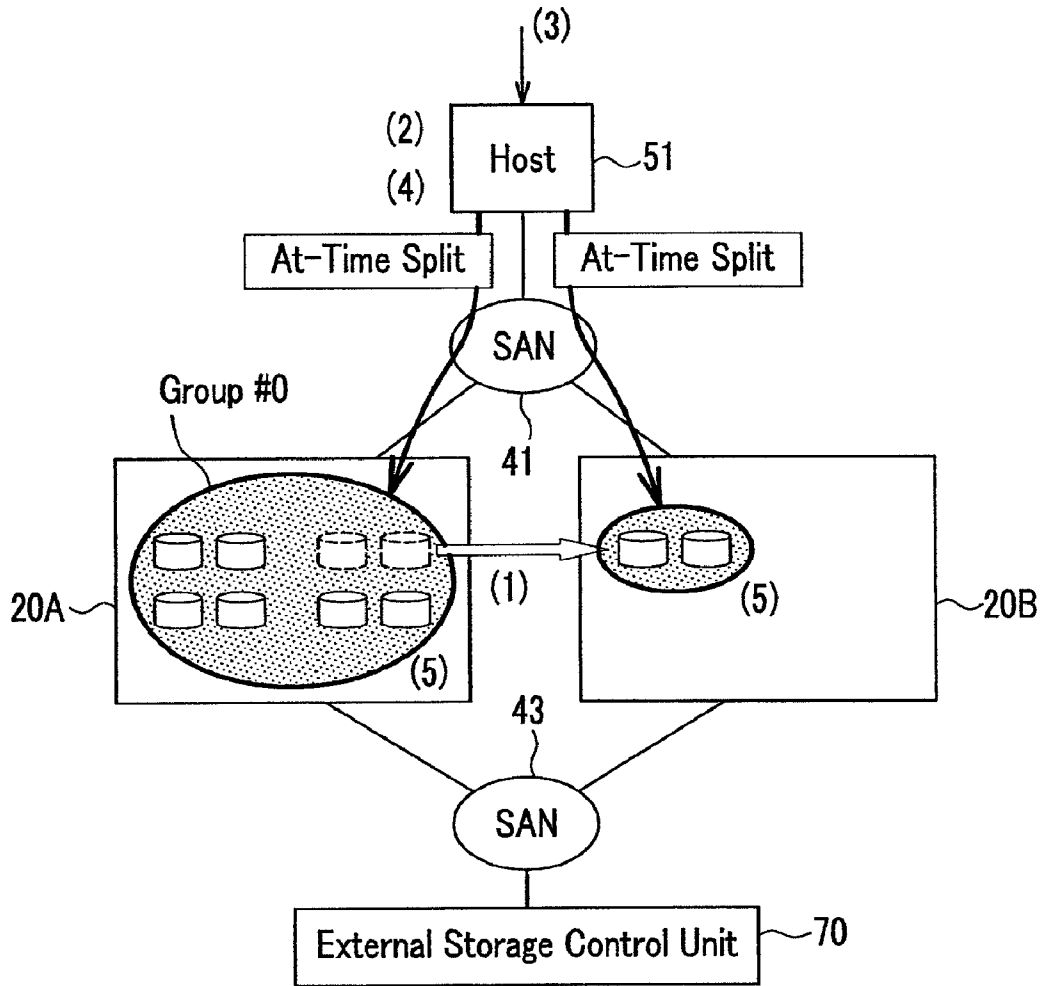 (3)
(2)
Host
51
(4)
At-Time Split
At-Time Split
SAN
Group #0
41
(1)
20A
(5)
20B
(5)
43
SAN
External Storage Control Unit
70